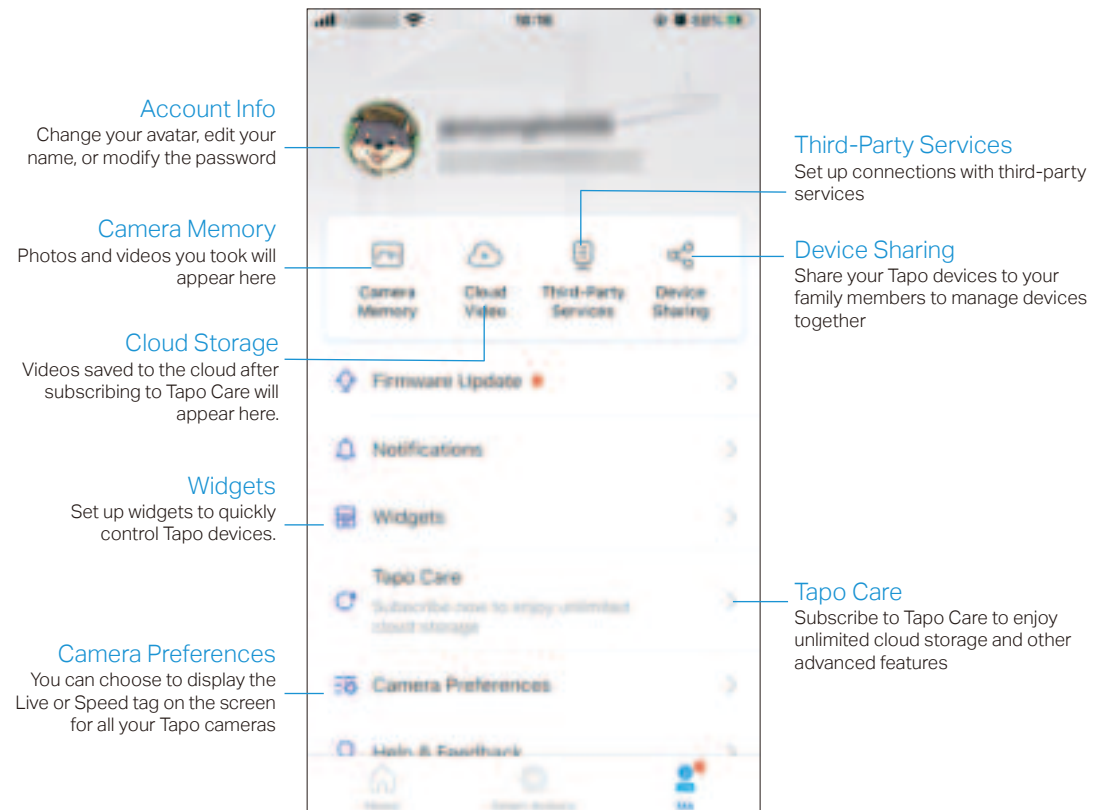 Account Info
Change your avatar, edit your
name, or modify the password
Camera Memory
Photos and videos you took will
appear here
Cloud Storage
Videos saved to the cloud after
subscribing to Tapo Care will
appear here.
Widgets
Set up widgets to quickly
control Tapo devices.
Camera Preferences
You can choose to display the
Live or Speed tag on the screen
for all your Tapo cameras
16:16
Camera
Memory
Cloud
Video
Third-Party
Services
Device
Sharing
Firmware Update
Notifications
Widgets
Tapo Care
Subscribe now to enjoy unlimited
cloud storage
Camera Preferences
Help & Feedback
Home
Me
Third-Party Services
Set up connections with third-party
services
Device Sharing
Share your Tapo devices to your
family members to manage devices
together
Tapo Care
Subscribe to Tapo Care to enjoy
unlimited cloud storage and other
advanced features